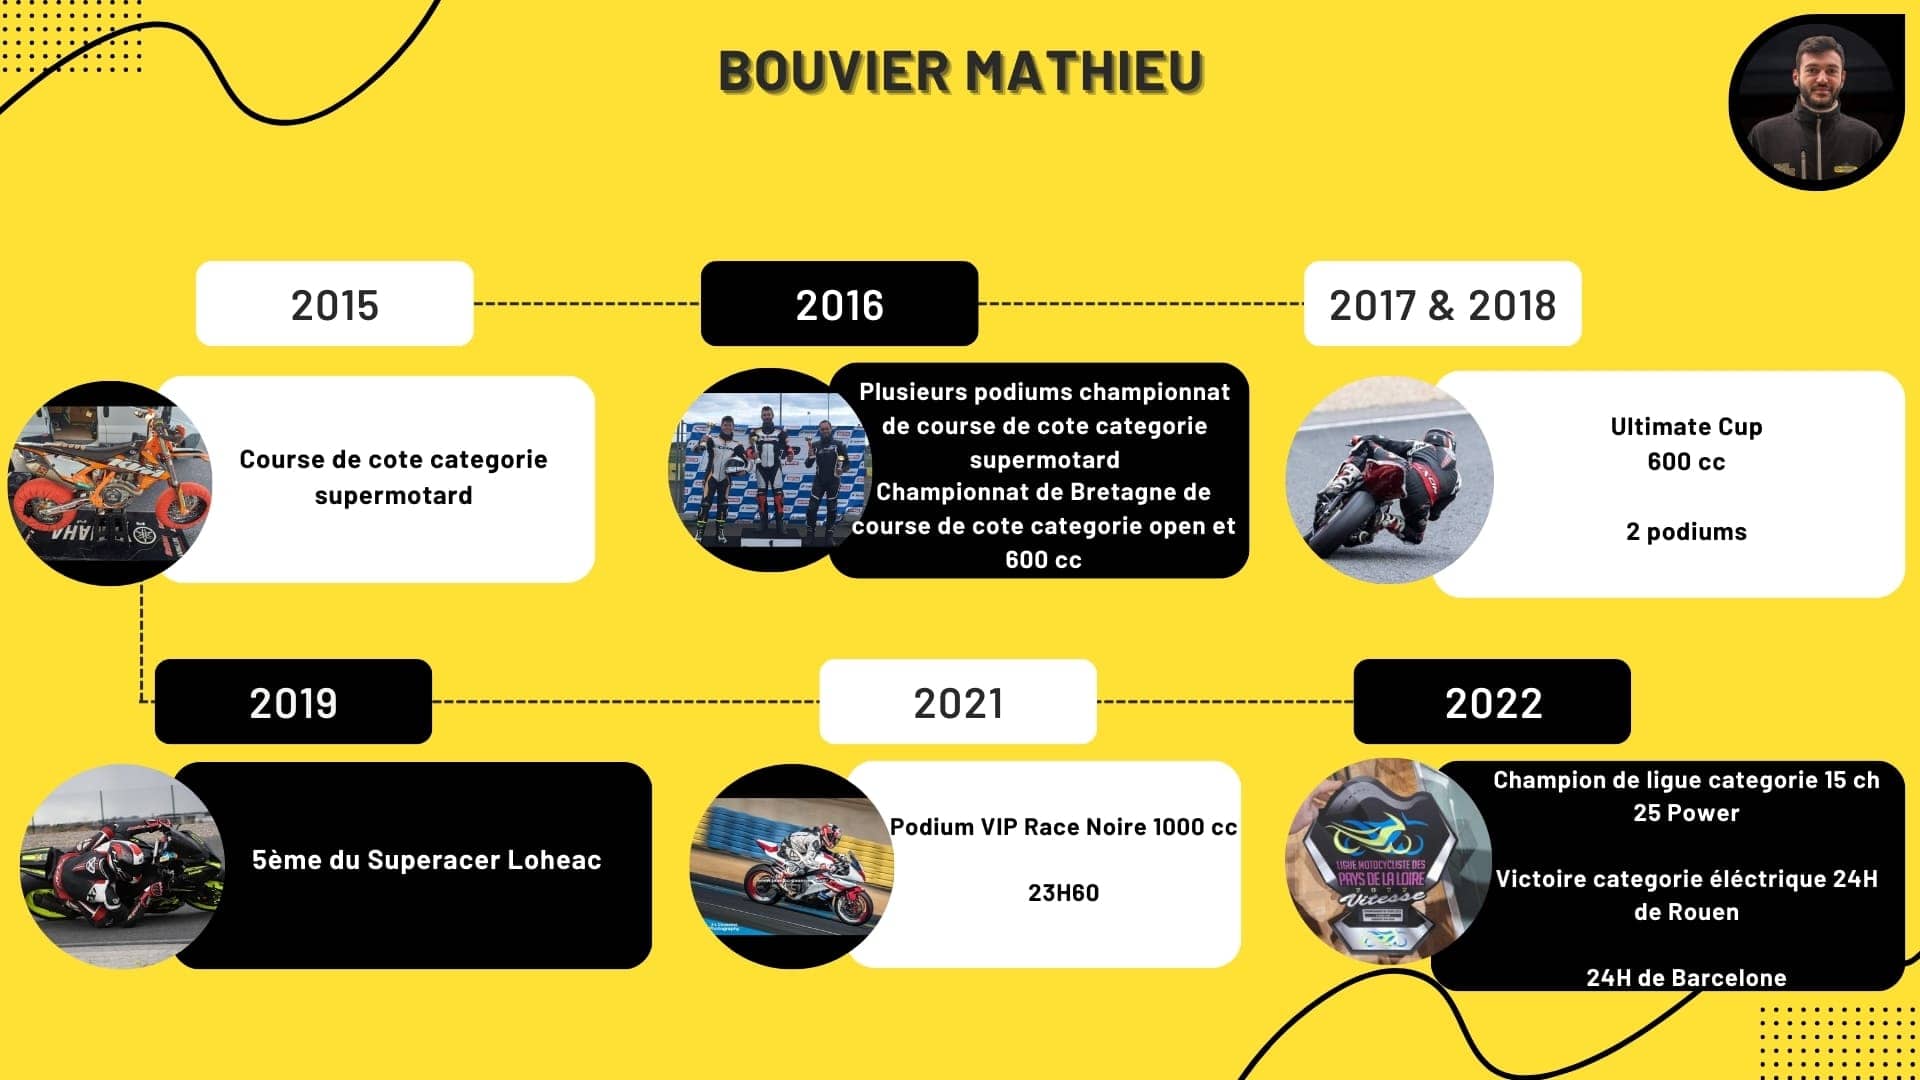 BOUVIER MATHIEU
2015
2016
2017 & 2018
Course de cote categorie
supermotard
Plusieurs podiums championnat
de course de cote categorie
supermotard
Championnat de Bretagne de
course de cote categorie open et
600 cc
Ultimate Cup
600 cc
2 podiums
2019
2021
2022
5ème du Superacer Loheac
Podium VIP Race Noire 1000 cc
23H60
LIGUE MOTOCYCLISTE DES
PAYS DE LA LOIRE
2022
Vitesse
Champion de ligue categorie 15 ch
25 Power
Victoire categorie éléctrique 24H
de Rouen
24H de Barcelone